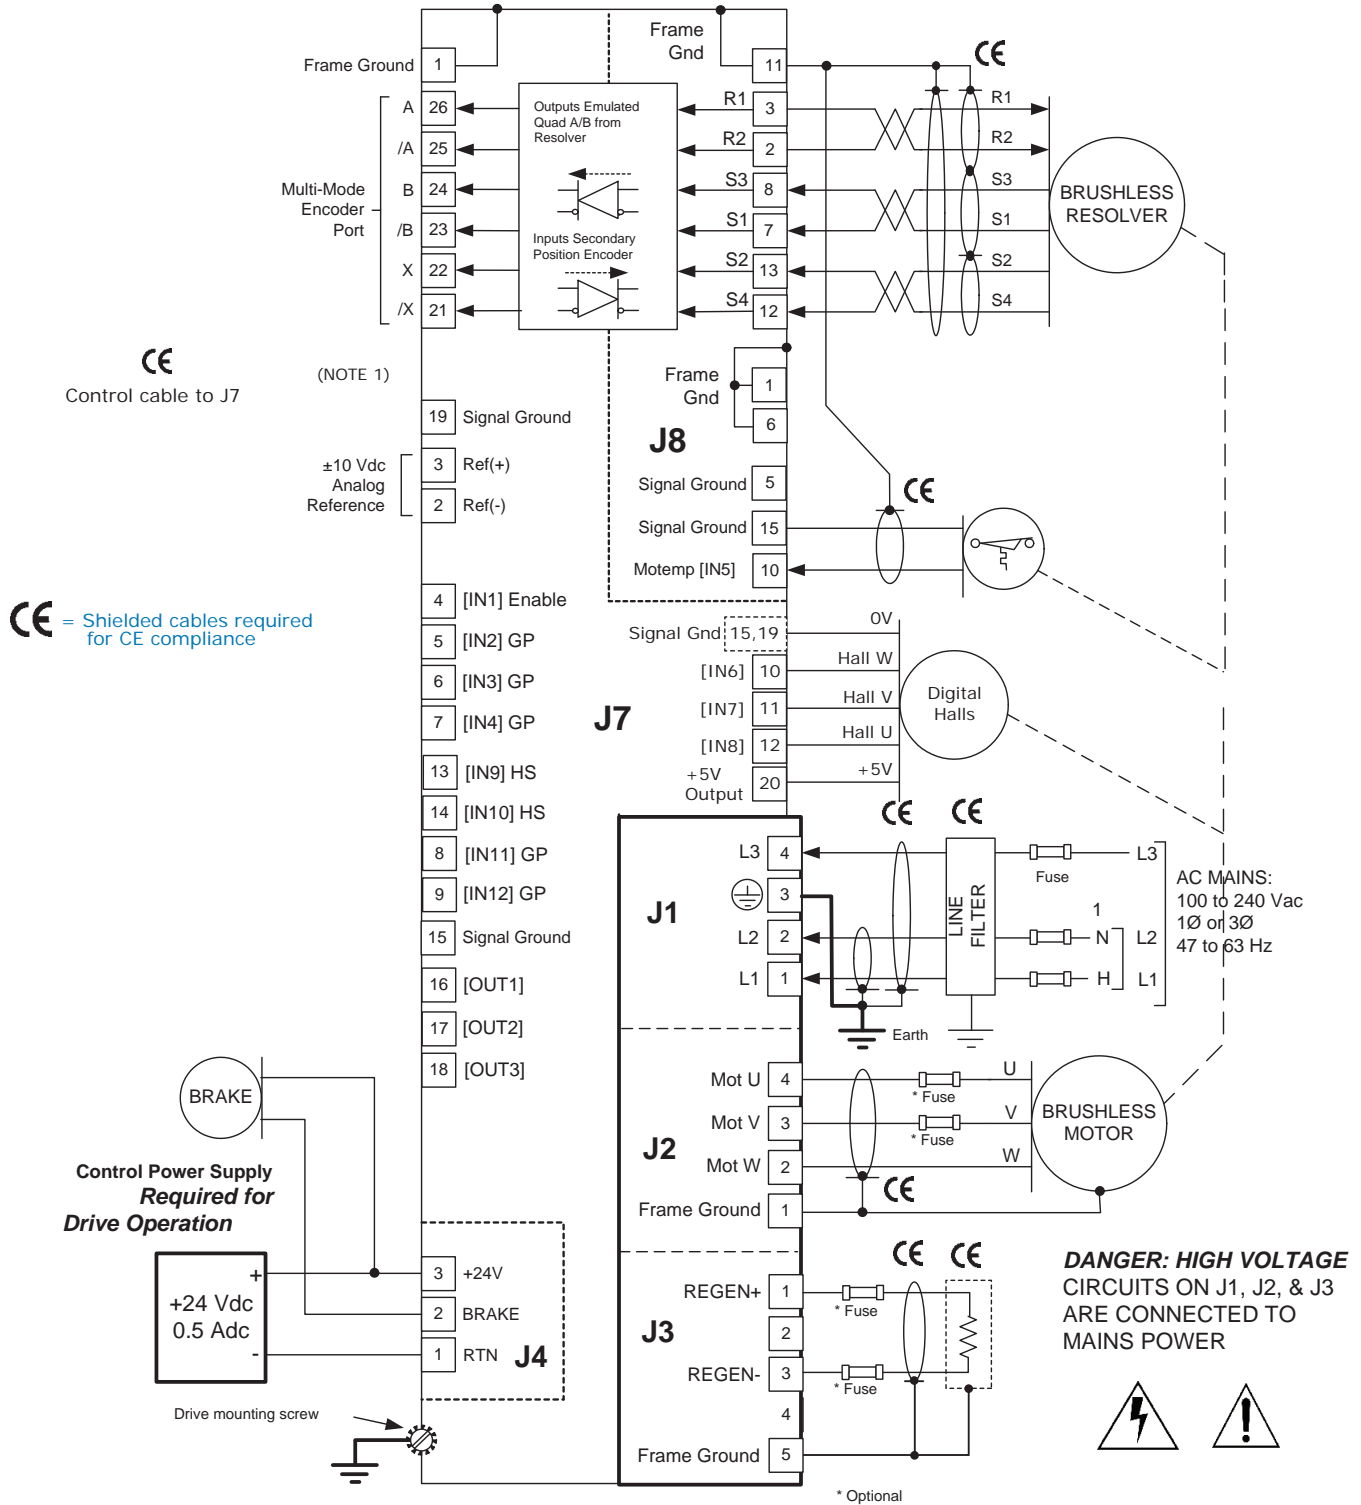 Frame Ground 1
A 26
/A 25
B 24
/B 23
X 22
/X 21
Multi-Mode
Encoder
Port
Outputs Emulated
Quad A/B from
Resolver
Inputs Secondary
Position Encoder
Frame
Gnd
11
R1 3
R2 2
S3 8
S1 7
S2 13
S4 12
CE
R1
R2
S3
S1
S2
S4
BRUSHLESS
RESOLVER
CE
Control cable to J7
(NOTE 1)
19 Signal Ground
±10 Vdc
Analog
Reference
3 Ref(+)
2 Ref(-)
Frame
Gnd
1
6
J8
Signal Ground 5
Signal Ground 15
Motemp [IN5] 10
CE
CE = Shielded cables required
for CE compliance
4 [IN1] Enable
5 [IN2] GP
6 [IN3] GP
7 [IN4] GP
13 [IN9] HS
14 [IN10] HS
8 [IN11] GP
9 [IN12] GP
15 Signal Ground
16 [OUT1]
17 [OUT2]
18 [OUT3]
J7
Signal Gnd 15,19 0V
[IN6] 10 Hall W
[IN7] 11 Hall V
[IN8] 12 Hall U
+5V
Output
20 +5V
Digital
Halls
CE CE
J1
L3 4
3
L2 2
L1 1
LINE
FILTER
Fuse
L3
1
N L2
H L1
AC MAINS:
100 to 240 Vac
1Ø or 3Ø
47 to 63 Hz
Earth
J2
Mot U 4
Mot V 3
Mot W 2
Frame Ground 1
* Fuse
* Fuse
U
V
W
CE
BRUSHLESS
MOTOR
BRAKE
Control Power Supply
Required for
Drive Operation
+
+24 Vdc
0.5 Adc
-
3 +24V
2 BRAKE
1 RTN
J4
Drive mounting screw
J3
REGEN+ 1
2
REGEN- 3
4
Frame Ground 5
* Fuse
* Fuse
CE CE
* Optional
DANGER: HIGH VOLTAGE
CIRCUITS ON J1, J2, & J3
ARE CONNECTED TO
MAINS POWER
!